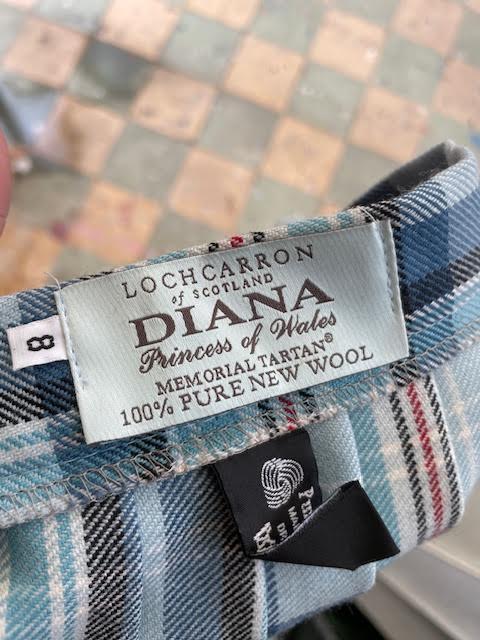 LOCHCARRON
of SCOTLAND
DIANA
Princess of Wales
MEMORIAL TARTAN®
100% PURE NEW WOOL
8